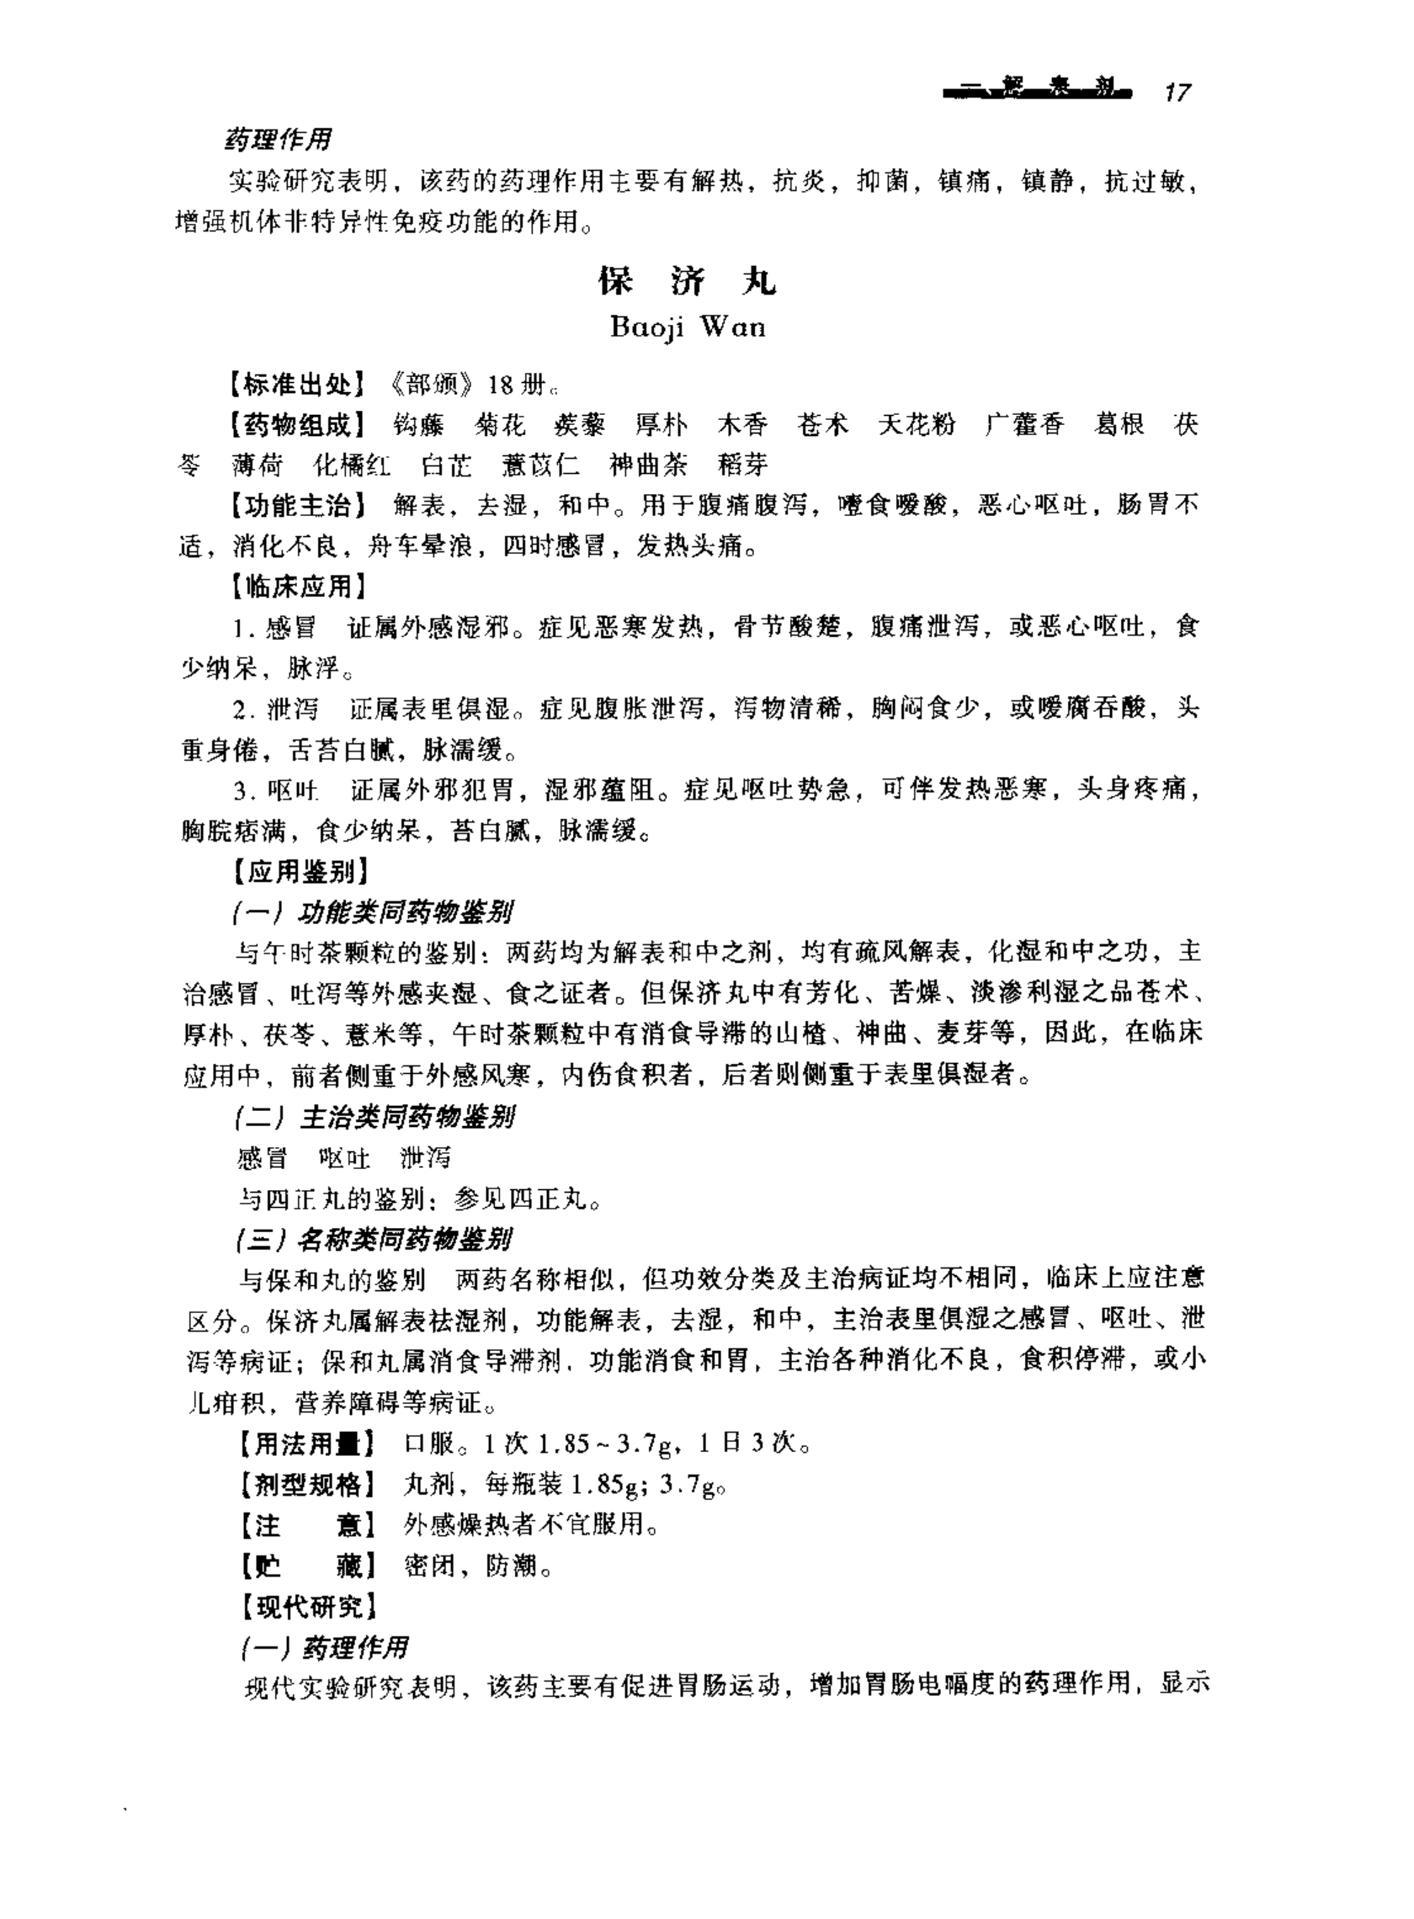 一、解 表 剂 17
药理作用
实验研究表明，该药的药理作用主要有解热，抗炎，抑菌，镇痛，镇静，抗过敏，
增强机体非特异性免疫功能的作用。
保 济 丸
Baoji Wan
【标准出处】 《部颁》18 册。
【药物组成】 钩藤 菊花 蒺藜 厚朴 木香 苍术 天花粉 广藿香 葛根 茯
苓 薄荷 化橘红 白芷 薏苡仁 神曲茶 稻芽
【功能主治】 解表，去湿，和中。用于腹痛腹泻，噎食嗳酸，恶心呕吐，肠胃不
适，消化不良，舟车晕浪，四时感冒，发热头痛。
【临床应用】
1. 感冒 证属外感湿邪。症见恶寒发热，骨节酸楚，腹痛泄泻，或恶心呕吐，食
少纳呆，脉浮。
2. 泄泻 证属表里俱湿。症见腹胀泄泻，泻物清稀，胸闷食少，或嗳腐吞酸，头
重身倦，舌苔白腻，脉濡缓。
3. 呕吐 证属外邪犯胃，湿邪蕴阻。症见呕吐势急，可伴发热恶寒，头身疼痛，
胸脘痞满，食少纳呆，苔白腻，脉濡缓。
【应用鉴别】
(一) 功能类同药物鉴别
与午时茶颗粒的鉴别：两药均为解表和中之剂，均有疏风解表，化湿和中之功，主
治感冒、吐泻等外感夹湿、食之证者。但保济丸中有芳化、苦燥、淡渗利湿之品苍术、
厚朴、茯苓、薏米等，午时茶颗粒中有消食导滞的山楂、神曲、麦芽等，因此，在临床
应用中，前者侧重于外感风寒，内伤食积者，后者则侧重于表里俱湿者。
(二) 主治类同药物鉴别
感冒 呕吐 泄泻
与四正丸的鉴别：参见四正丸。
(三) 名称类同药物鉴别
与保和丸的鉴别 两药名称相似，但功效分类及主治病证均不相同，临床上应注意
区分。保济丸属解表祛湿剂，功能解表，去湿，和中，主治表里俱湿之感冒、呕吐、泄
泻等病证；保和丸属消食导滞剂，功能消食和胃，主治各种消化不良，食积停滞，或小
儿疳积，营养障碍等病证。
【用法用量】 口服。1 次 1.85～3.7g，1 日 3 次。
【剂型规格】 丸剂，每瓶装 1.85g；3.7g。
【注 意】 外感燥热者不宜服用。
【贮 藏】 密闭，防潮。
【现代研究】
(一) 药理作用
现代实验研究表明，该药主要有促进胃肠运动，增加胃肠电幅度的药理作用，显示